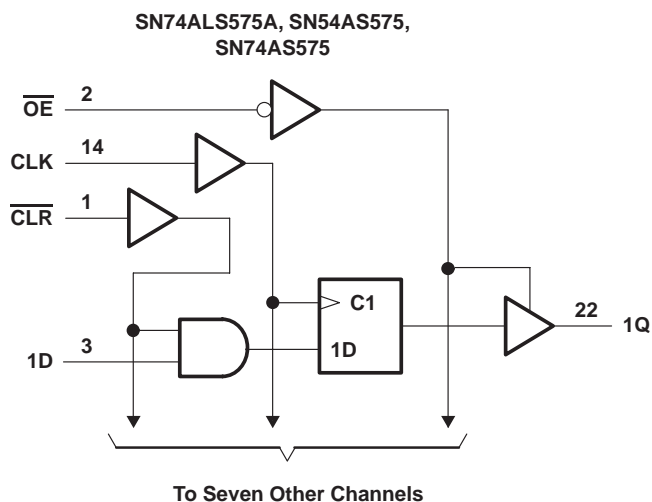 SN74ALS575A, SN54AS575,
SN74AS575
OE 2
CLK 14
CLR 1
C1
22 1Q
1D 3 1D
To Seven Other Channels